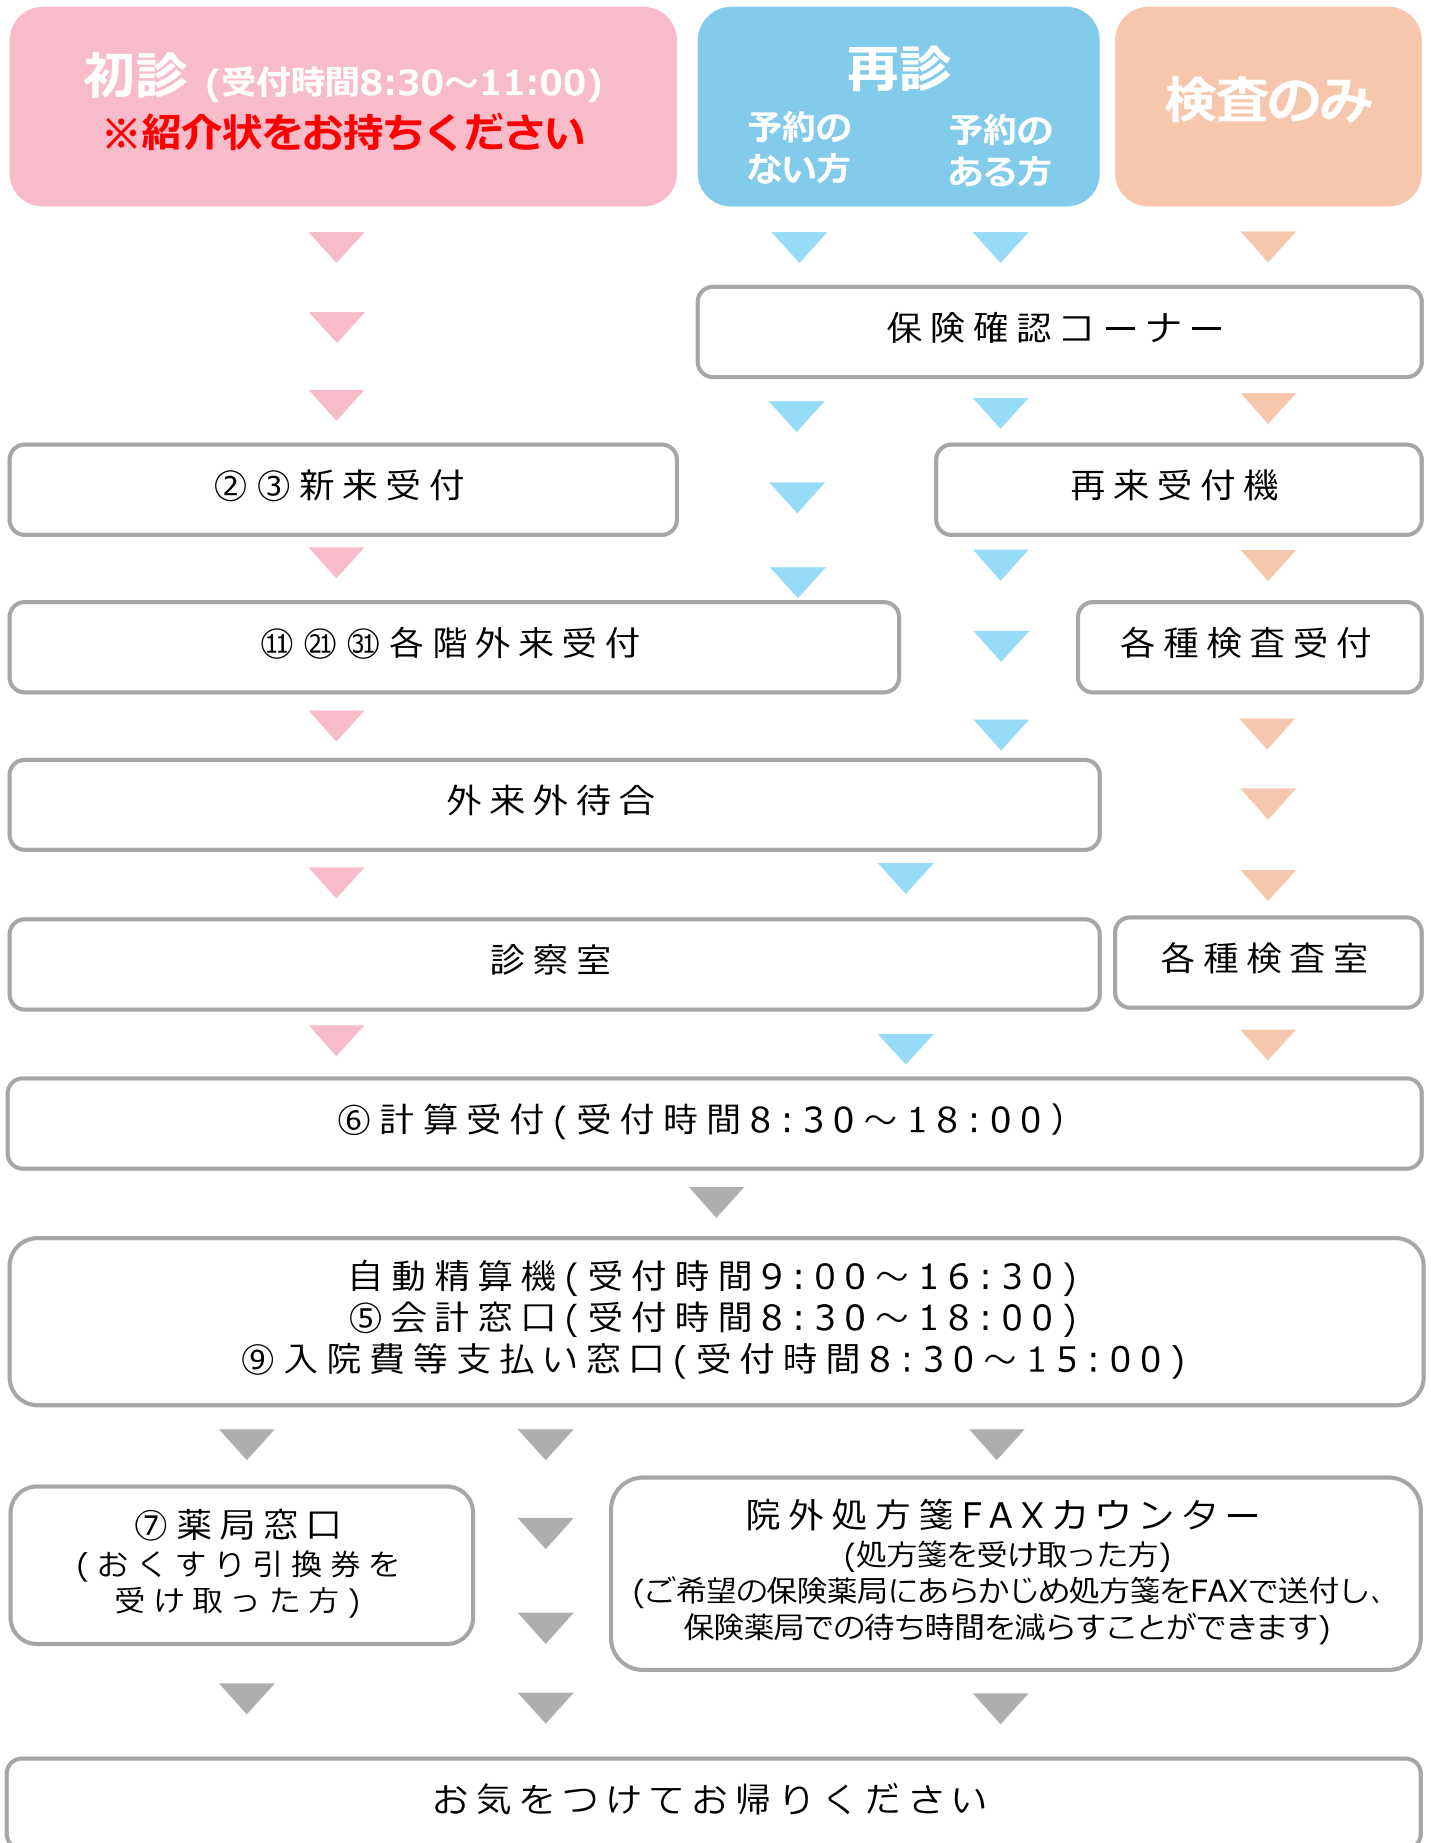 初診 (受付時間8:30～11:00)
※紹介状をお持ちください
再診
予約の
ない方
予約の
ある方
検査のみ
保険確認コーナー
②③新来受付
再来受付機
⑪㉑㉛各階外来受付
各種検査受付
外来外待合
診察室
各種検査室
⑥計算受付(受付時間8:30～18:00)
自動精算機(受付時間9:00～16:30)
⑤会計窓口(受付時間8:30～18:00)
⑨入院費等支払い窓口(受付時間8:30～15:00)
⑦薬局窓口
(おくすり引換券を
受け取った方)
院外処方箋FAXカウンター
(処方箋を受け取った方)
(ご希望の保険薬局にあらかじめ処方箋をFAXで送付し、
保険薬局での待ち時間を減らすことができます)
お気をつけてお帰りください